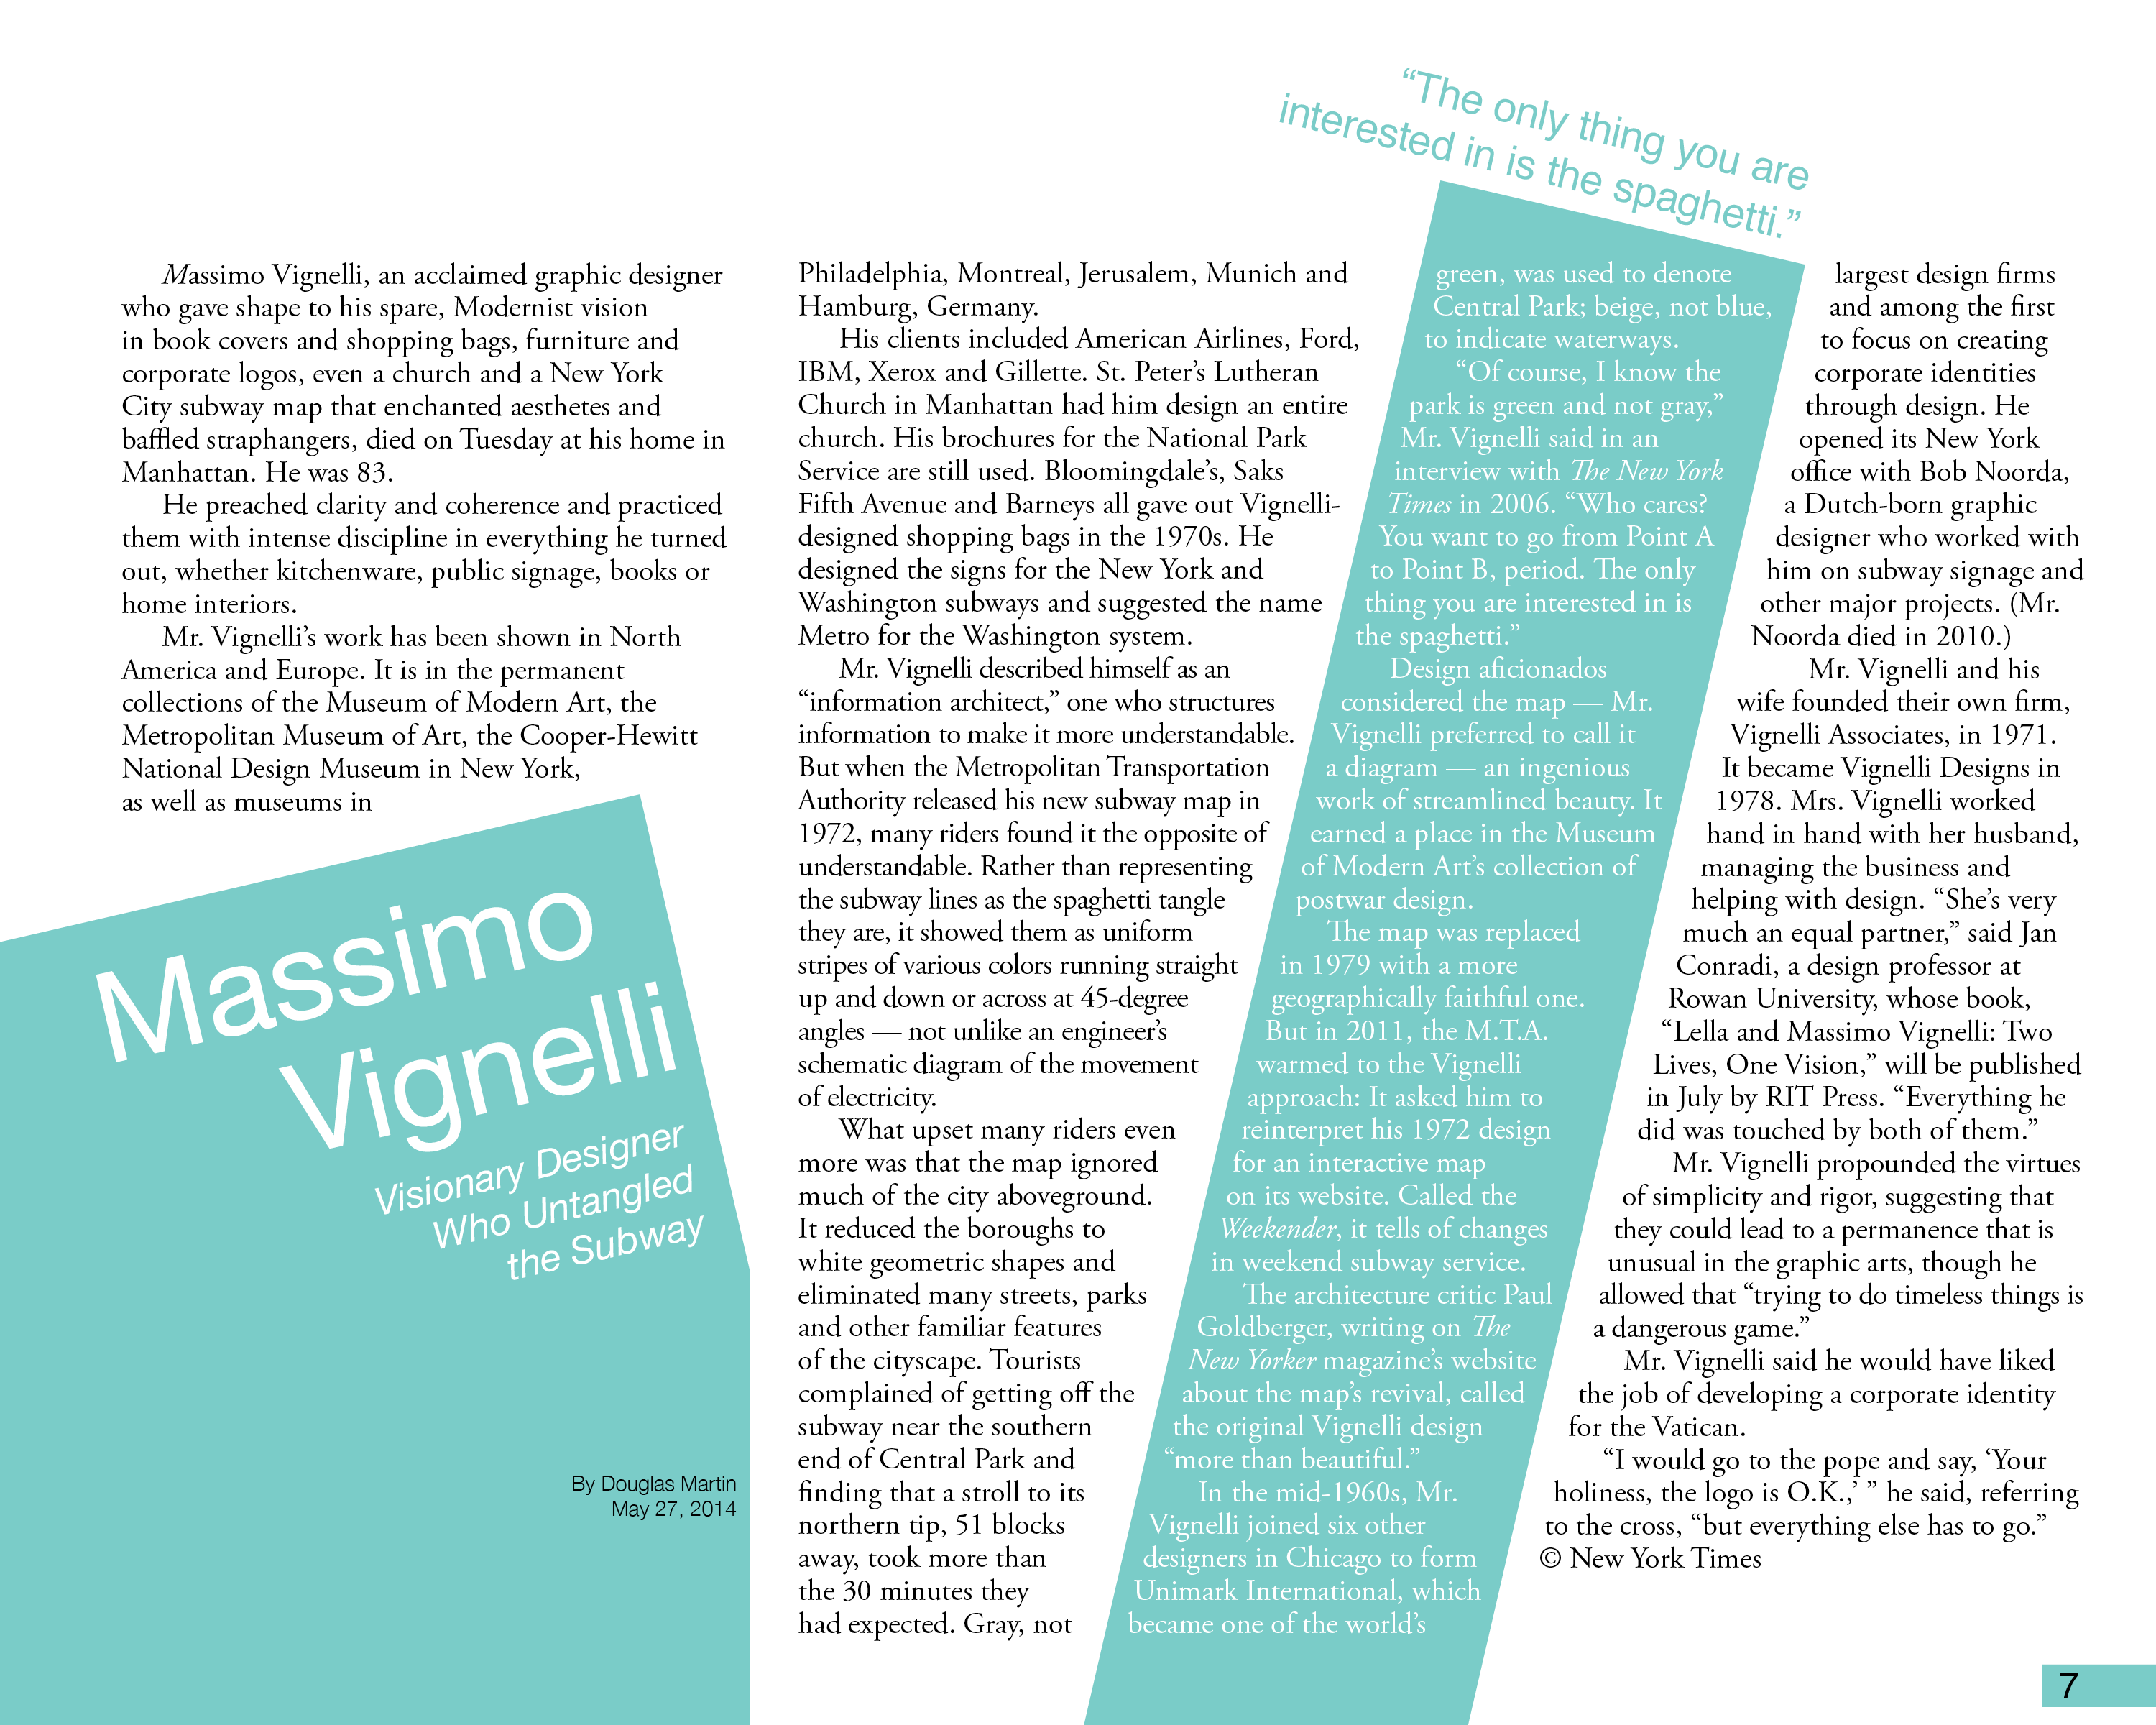 Massimo Vignelli, an acclaimed graphic designer
who gave shape to his spare, Modernist vision
in book covers and shopping bags, furniture and
corporate logos, even a church and a New York
City subway map that enchanted aesthetes and
baffled straphangers, died on Tuesday at his home in
Manhattan. He was 83.
He preached clarity and coherence and practiced
them with intense discipline in everything he turned
out, whether kitchenware, public signage, books or
home interiors.
Mr. Vignelli’s work has been shown in North
America and Europe. It is in the permanent
collections of the Museum of Modern Art, the
Metropolitan Museum of Art, the Cooper-Hewitt
National Design Museum in New York,
as well as museums in
Massimo
Vignelli
Visionary Designer
Who Untangled
the Subway
By Douglas Martin
May 27, 2014
Philadelphia, Montreal, Jerusalem, Munich and
Hamburg, Germany.
His clients included American Airlines, Ford,
IBM, Xerox and Gillette. St. Peter’s Lutheran
Church in Manhattan had him design an entire
church. His brochures for the National Park
Service are still used. Bloomingdale’s, Saks
Fifth Avenue and Barneys all gave out Vignelli-
designed shopping bags in the 1970s. He
designed the signs for the New York and
Washington subways and suggested the name
Metro for the Washington system.
Mr. Vignelli described himself as an
“information architect,” one who structures
information to make it more understandable.
But when the Metropolitan Transportation
Authority released his new subway map in
1972, many riders found it the opposite of
understandable. Rather than representing
the subway lines as the spaghetti tangle
they are, it showed them as uniform
stripes of various colors running straight
up and down or across at 45-degree
angles — not unlike an engineer’s
schematic diagram of the movement
of electricity.
What upset many riders even
more was that the map ignored
much of the city aboveground.
It reduced the boroughs to
white geometric shapes and
eliminated many streets, parks
and other familiar features
of the cityscape. Tourists
complained of getting off the
subway near the southern
end of Central Park and
finding that a stroll to its
northern tip, 51 blocks
away, took more than
the 30 minutes they
had expected. Gray, not
“The only thing you are
interested in is the spaghetti.”
green, was used to denote
Central Park; beige, not blue,
to indicate waterways.
“Of course, I know the
park is green and not gray,”
Mr. Vignelli said in an
interview with The New York
Times in 2006. “Who cares?
You want to go from Point A
to Point B, period. The only
thing you are interested in is
the spaghetti.”
Design aficionados
considered the map — Mr.
Vignelli preferred to call it
a diagram — an ingenious
work of streamlined beauty. It
earned a place in the Museum
of Modern Art’s collection of
postwar design.
The map was replaced
in 1979 with a more
geographically faithful one.
But in 2011, the M.T.A.
warmed to the Vignelli
approach: It asked him to
reinterpret his 1972 design
for an interactive map
on its website. Called the
Weekender, it tells of changes
in weekend subway service.
The architecture critic Paul
Goldberger, writing on The
New Yorker magazine’s website
about the map’s revival, called
the original Vignelli design
“more than beautiful.”
In the mid-1960s, Mr.
Vignelli joined six other
designers in Chicago to form
Unimark International, which
became one of the world’s
largest design firms
and among the first
to focus on creating
corporate identities
through design. He
opened its New York
office with Bob Noorda,
a Dutch-born graphic
designer who worked with
him on subway signage and
other major projects. (Mr.
Noorda died in 2010.)
Mr. Vignelli and his
wife founded their own firm,
Vignelli Associates, in 1971.
It became Vignelli Designs in
1978. Mrs. Vignelli worked
hand in hand with her husband,
managing the business and
helping with design. “She’s very
much an equal partner,” said Jan
Conradi, a design professor at
Rowan University, whose book,
“Lella and Massimo Vignelli: Two
Lives, One Vision,” will be published
in July by RIT Press. “Everything he
did was touched by both of them.”
Mr. Vignelli propounded the virtues
of simplicity and rigor, suggesting that
they could lead to a permanence that is
unusual in the graphic arts, though he
allowed that “trying to do timeless things is
a dangerous game.”
Mr. Vignelli said he would have liked
the job of developing a corporate identity
for the Vatican.
“I would go to the pope and say, ‘Your
holiness, the logo is O.K.,’ ” he said, referring
to the cross, “but everything else has to go.”
© New York Times
7